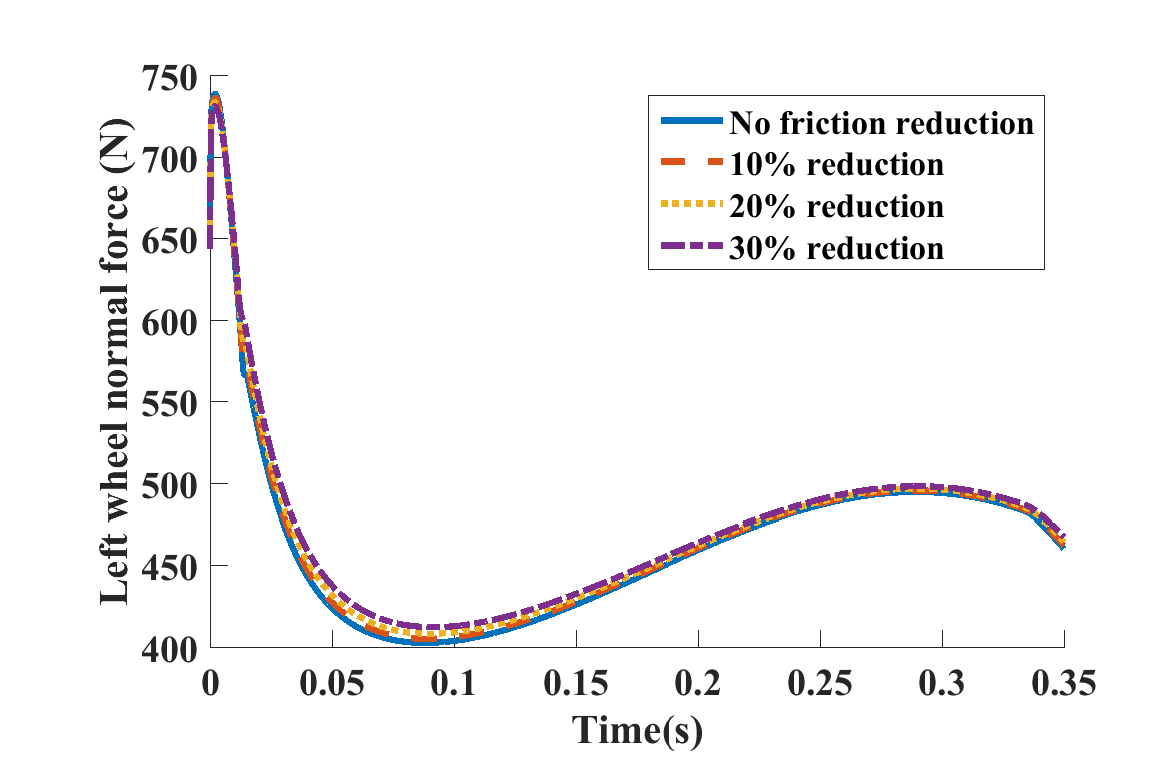 Left wheel normal force (N)
750
700
650
600
550
500
450
400
0
0.05
0.1
0.15
0.2
0.25
0.3
0.35
Time(s)
No friction reduction
10% reduction
20% reduction
30% reduction